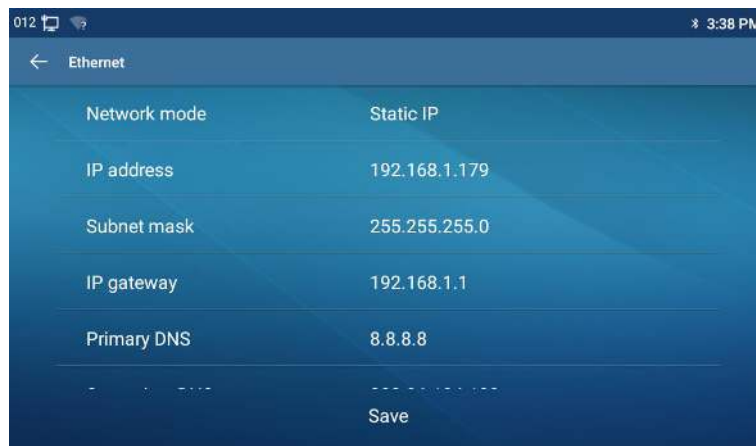 012 3:38 PM
Ethernet
Network mode Static IP
IP address 192.168.1.179
Subnet mask 255.255.255.0
IP gateway 192.168.1.1
Primary DNS 8.8.8.8
Save